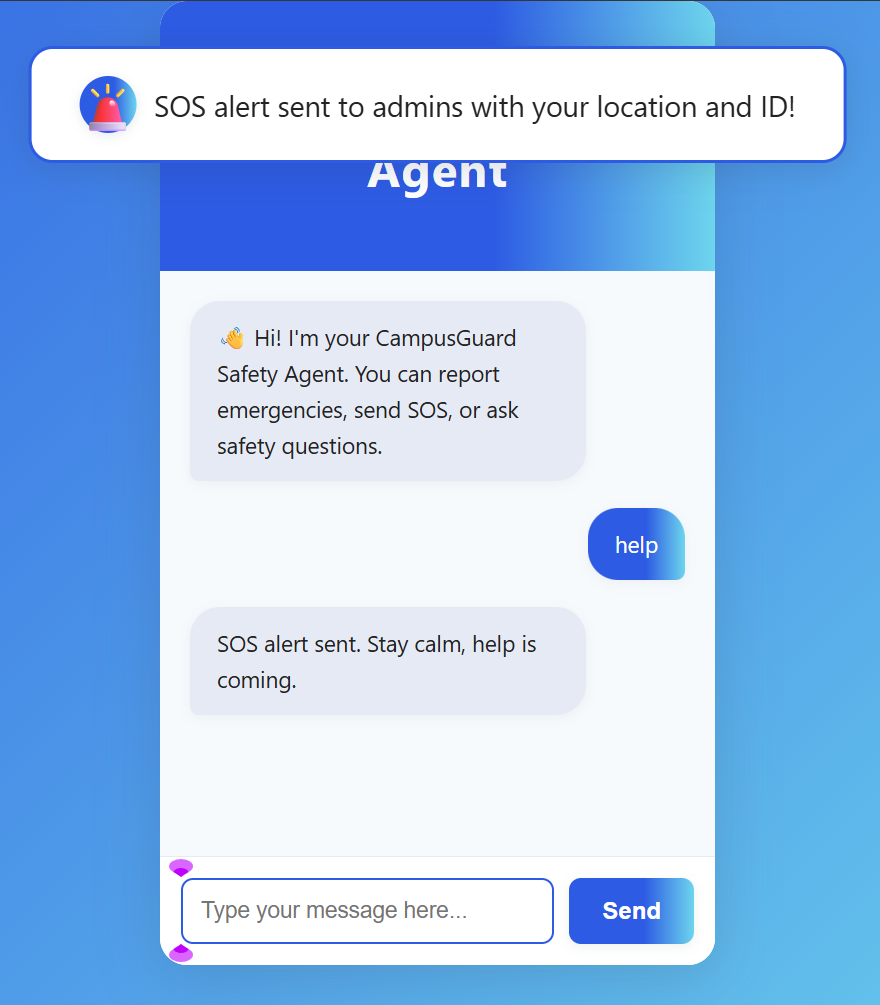 SOS alert sent to admins with your location and ID!
Agent
👋 Hi! I'm your CampusGuard
Safety Agent. You can report
emergencies, send SOS, or ask
safety questions.
help
SOS alert sent. Stay calm, help is
coming.
Type your message here...
Send